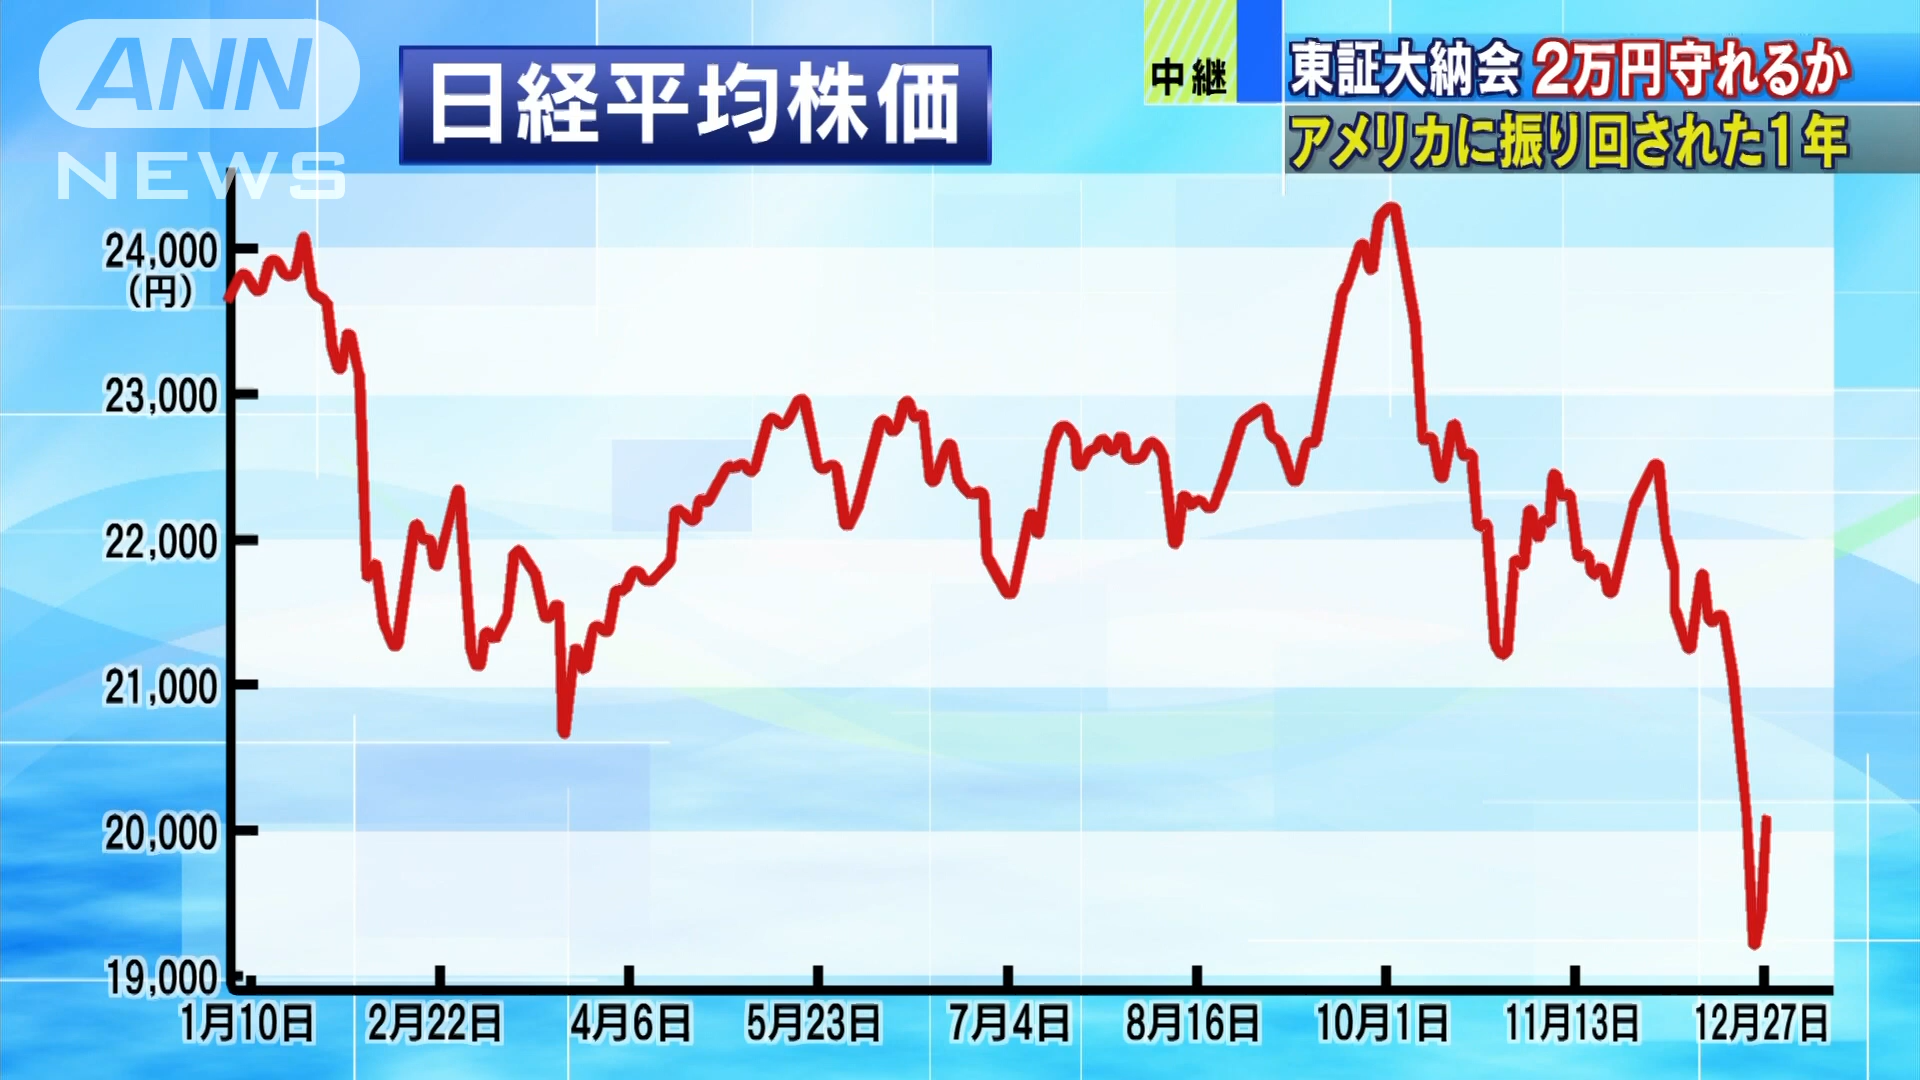 ANN
NEWS
日経平均株価
中継
東証大納会 2万円守れるか
アメリカに振り回された1年
24,000
(円)
23,000
22,000
21,000
20,000
19,000
1月10日 2月22日 4月6日 5月23日 7月4日 8月16日 10月1日 11月13日 12月27日